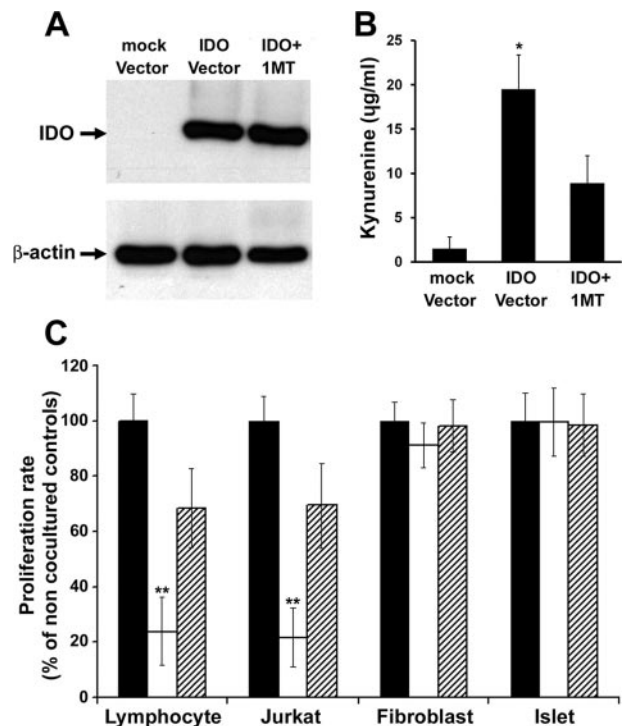 A
mock IDO IDO+
Vector Vector 1MT
IDO
β-actin
B
Kynurenine (ųg/ml)
25
20
15
10
5
0
*
mock IDO IDO+
Vector Vector 1MT
C
Proliferation rate
(% of non cocultured controls)
120
100
80
60
40
20
0
**
**
Lymphocyte Jurkat Fibroblast Islet